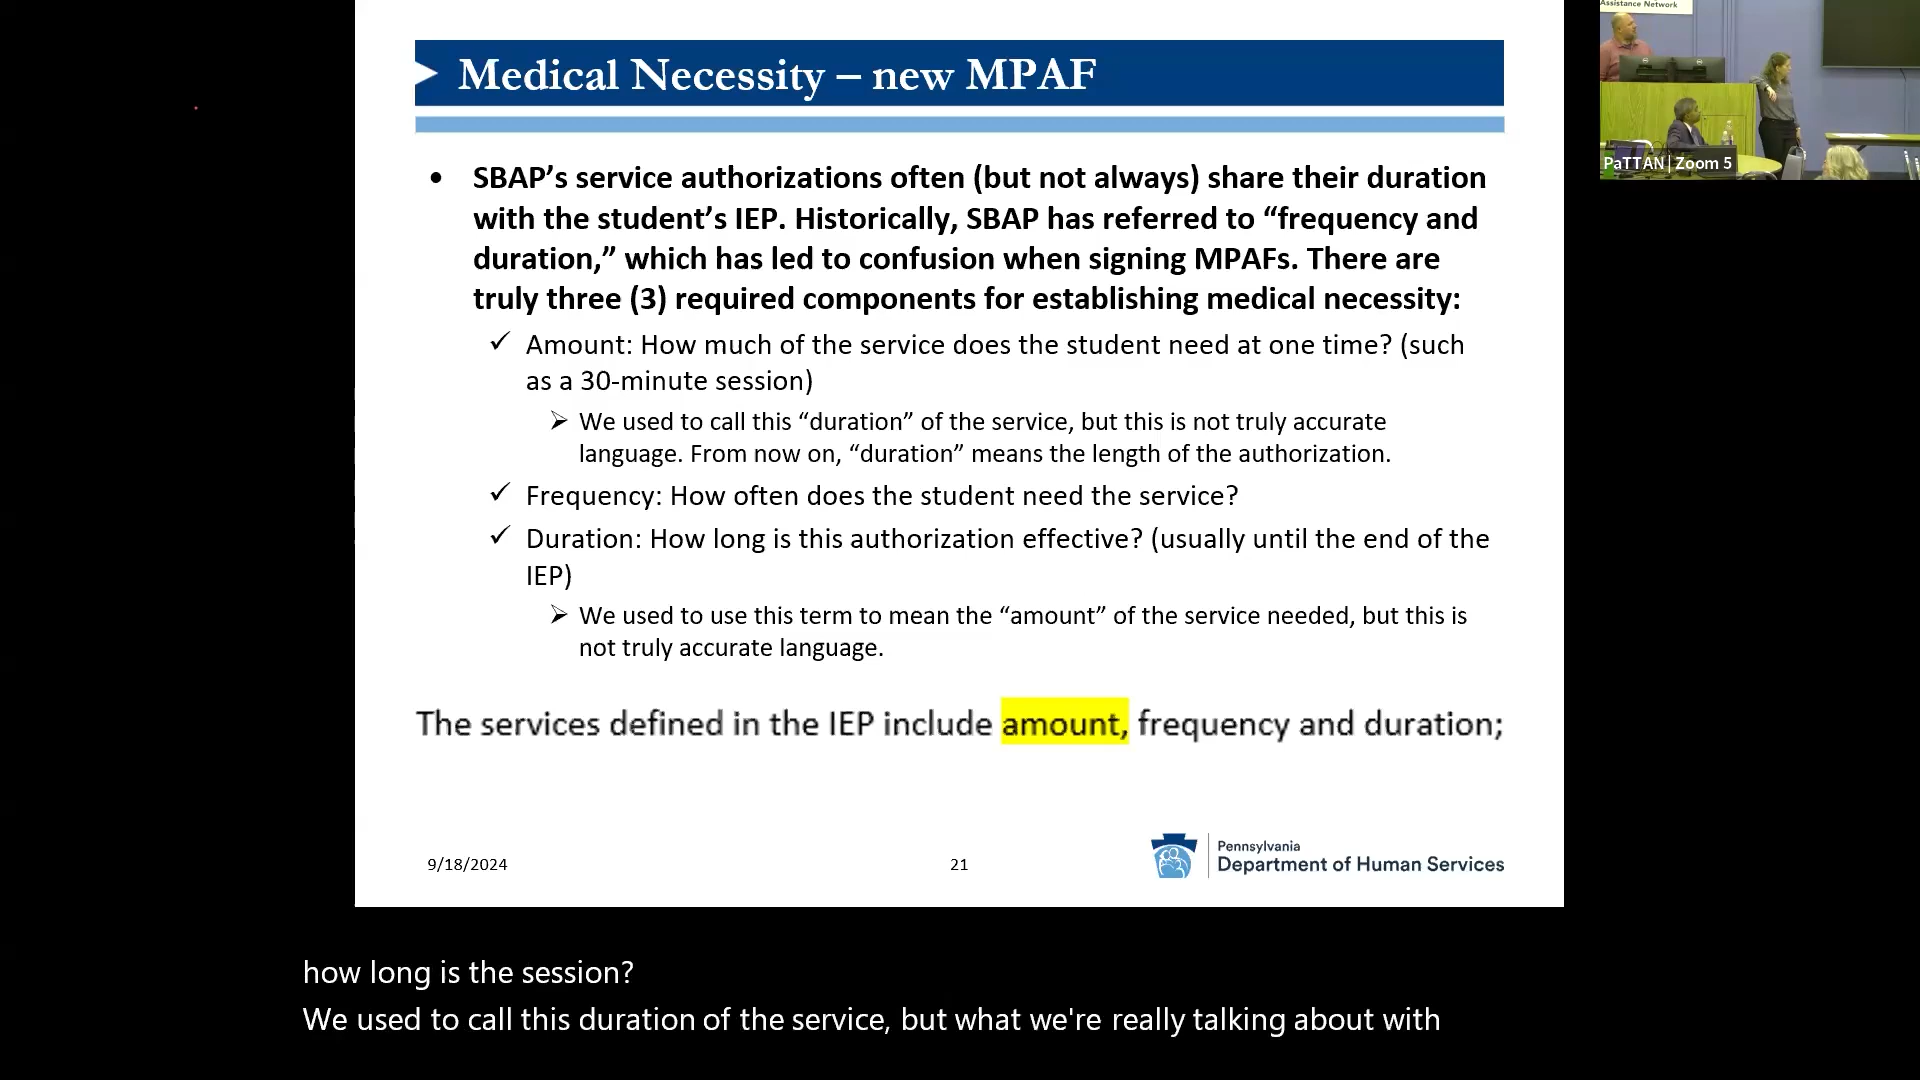 Assistance Network
Medical Necessity – new MPAF
• SBAP’s service authorizations often (but not always) share their duration
with the student’s IEP. Historically, SBAP has referred to “frequency and
duration,” which has led to confusion when signing MPAFs. There are
truly three (3) required components for establishing medical necessity:
✓ Amount: How much of the service does the student need at one time? (such
as a 30-minute session)
➢ We used to call this “duration” of the service, but this is not truly accurate
language. From now on, “duration” means the length of the authorization.
✓ Frequency: How often does the student need the service?
✓ Duration: How long is this authorization effective? (usually until the end of the
IEP)
➢ We used to use this term to mean the “amount” of the service needed, but this is
not truly accurate language.
The services defined in the IEP include amount, frequency and duration;
9/18/2024
21
Pennsylvania
Department of Human Services
PaTTAN | Zoom 5
how long is the session?
We used to call this duration of the service, but what we're really talking about with